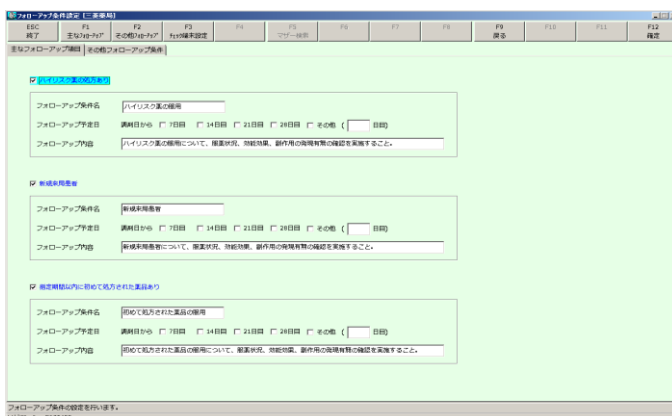 フォローアップ条件設定 [三菱薬局]
ESC F1 F2 F3 F4 F5 F6 F7 F8 F9 F10 F11 F12
終了 主なフォローアップ その他フォローアップ チェック端末設定 マザー検索 戻る 確定
主なフォローアップ項目 その他フォローアップ条件
ハイリスク薬の処方あり
フォローアップ条件名 ハイリスク薬の服用
フォローアップ予定日 調剤日から 7日目 14日目 21日目 28日目 その他 ( 日目)
フォローアップ内容 ハイリスク薬の服用について、服薬状況、効能効果、副作用の発現有無の確認を実施すること。
新規来局患者
フォローアップ条件名 新規来局患者
フォローアップ予定日 調剤日から 7日目 14日目 21日目 28日目 その他 ( 日目)
フォローアップ内容 新規来局患者について、服薬状況、効能効果、副作用の発現有無の確認を実施すること。
指定期間以内に初めて処方された薬品あり
フォローアップ条件名 初めて処方された薬品の服用
フォローアップ予定日 調剤日から 7日目 14日目 21日目 28日目 その他 ( 日目)
フォローアップ内容 初めて処方された薬品の服用について、服薬状況、効能効果、副作用の発現有無の確認を実施すること。
フォローアップ条件の設定を行います。